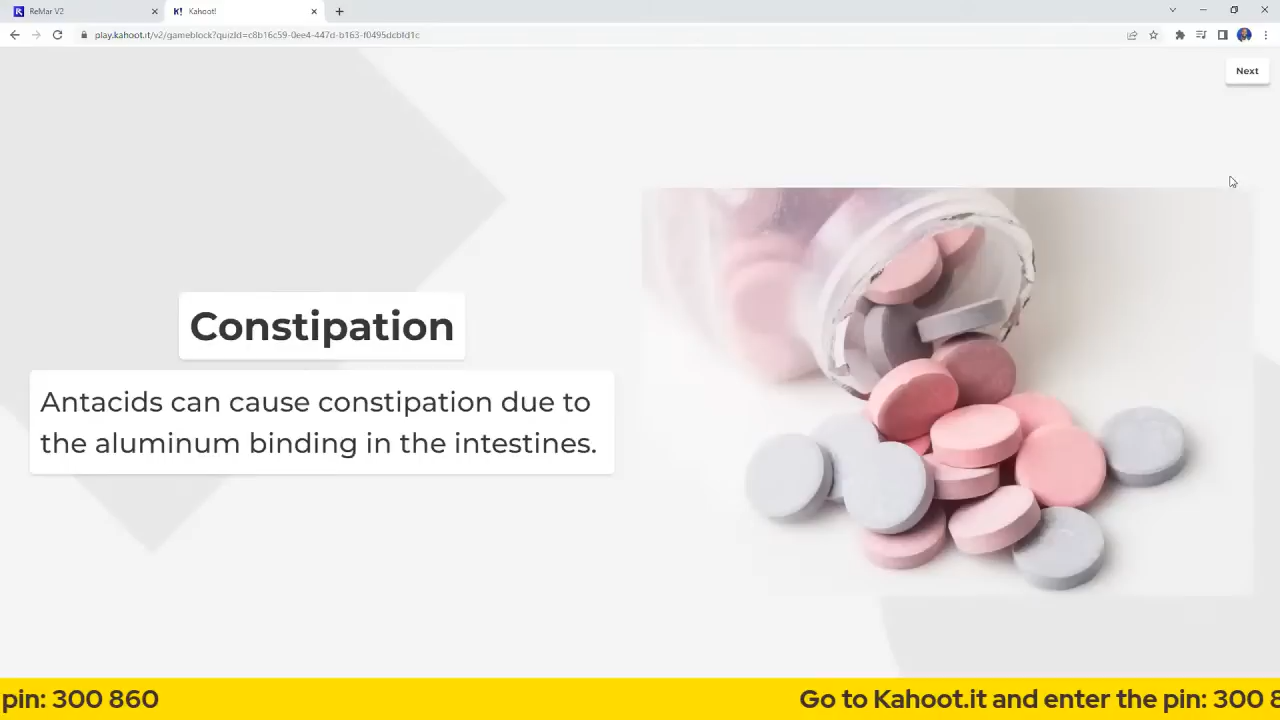 ReMar V2
K! Kahoot!
play.kahoot.it/v2/gameblock?quizId=c8b16c59-0ee4-447d-b163-f0495dcbfd1c
Next
Constipation
Antacids can cause constipation due to
the aluminum binding in the intestines.
pin: 300 860
Go to Kahoot.it and enter the pin: 300 8